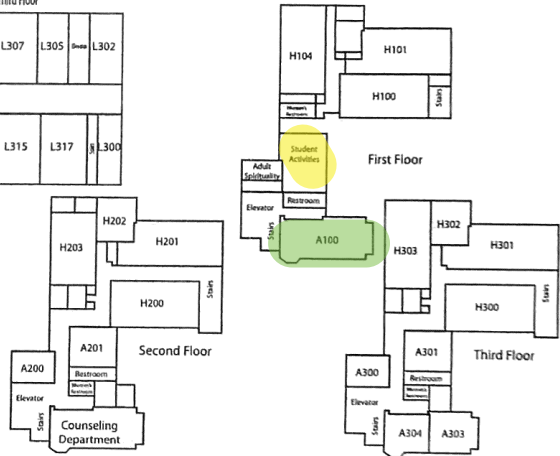 Third Floor
L307
L305
L302
L315
L317
Stairs
L300
H104
H101
H100
Stairs
Women's
Restroom
Student
Activities
First Floor
Adult
Spirituality
Elevator
Restroom
Stairs
A100
H202
H203
H201
H200
Stairs
A201
Second Floor
A200
Restroom
Women's
Restroom
Elevator
Stairs
Counseling
Department
H302
H303
H301
H300
Stairs
A301
Third Floor
A300
Restroom
Women's
Restroom
Elevator
Stairs
A304
A303